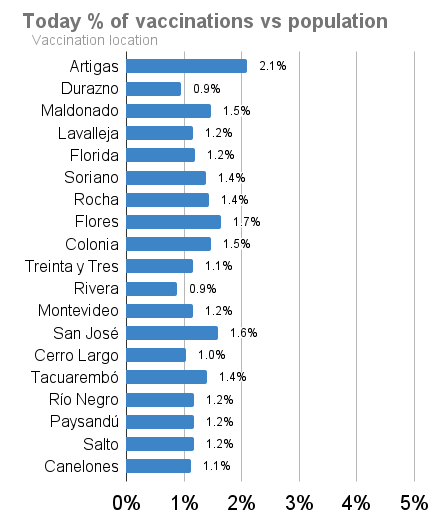 Today % of vaccinations vs population
Vaccination location
Artigas 2.1%
Durazno 0.9%
Maldonado 1.5%
Lavalleja 1.2%
Florida 1.2%
Soriano 1.4%
Rocha 1.4%
Flores 1.7%
Colonia 1.5%
Treinta y Tres 1.1%
Rivera 0.9%
Montevideo 1.2%
San José 1.6%
Cerro Largo 1.0%
Tacuarembó 1.4%
Río Negro 1.2%
Paysandú 1.2%
Salto 1.2%
Canelones 1.1%
0% 1% 2% 3% 4% 5%